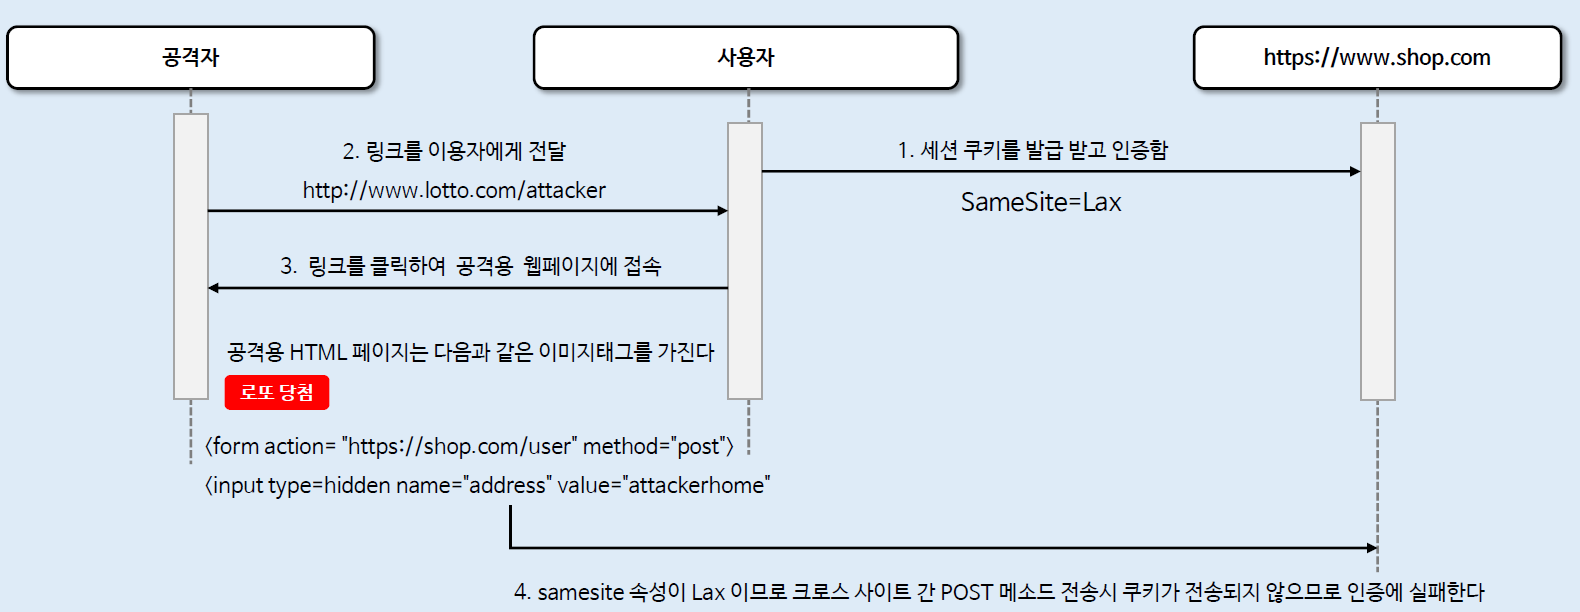 공격자
사용자
https://www.shop.com
1. 세션 쿠키를 발급 받고 인증함
SameSite=Lax
2. 링크를 이용자에게 전달
http://www.lotto.com/attacker
3. 링크를 클릭하여 공격용 웹페이지에 접속
공격용 HTML 페이지는 다음과 같은 이미지태그를 가진다
로또 당첨
<form action= "https://shop.com/user" method="post">
<input type=hidden name="address" value="attackerhome"
4. samesite 속성이 Lax 이므로 크로스 사이트 간 POST 메소드 전송시 쿠키가 전송되지 않으므로 인증에 실패한다